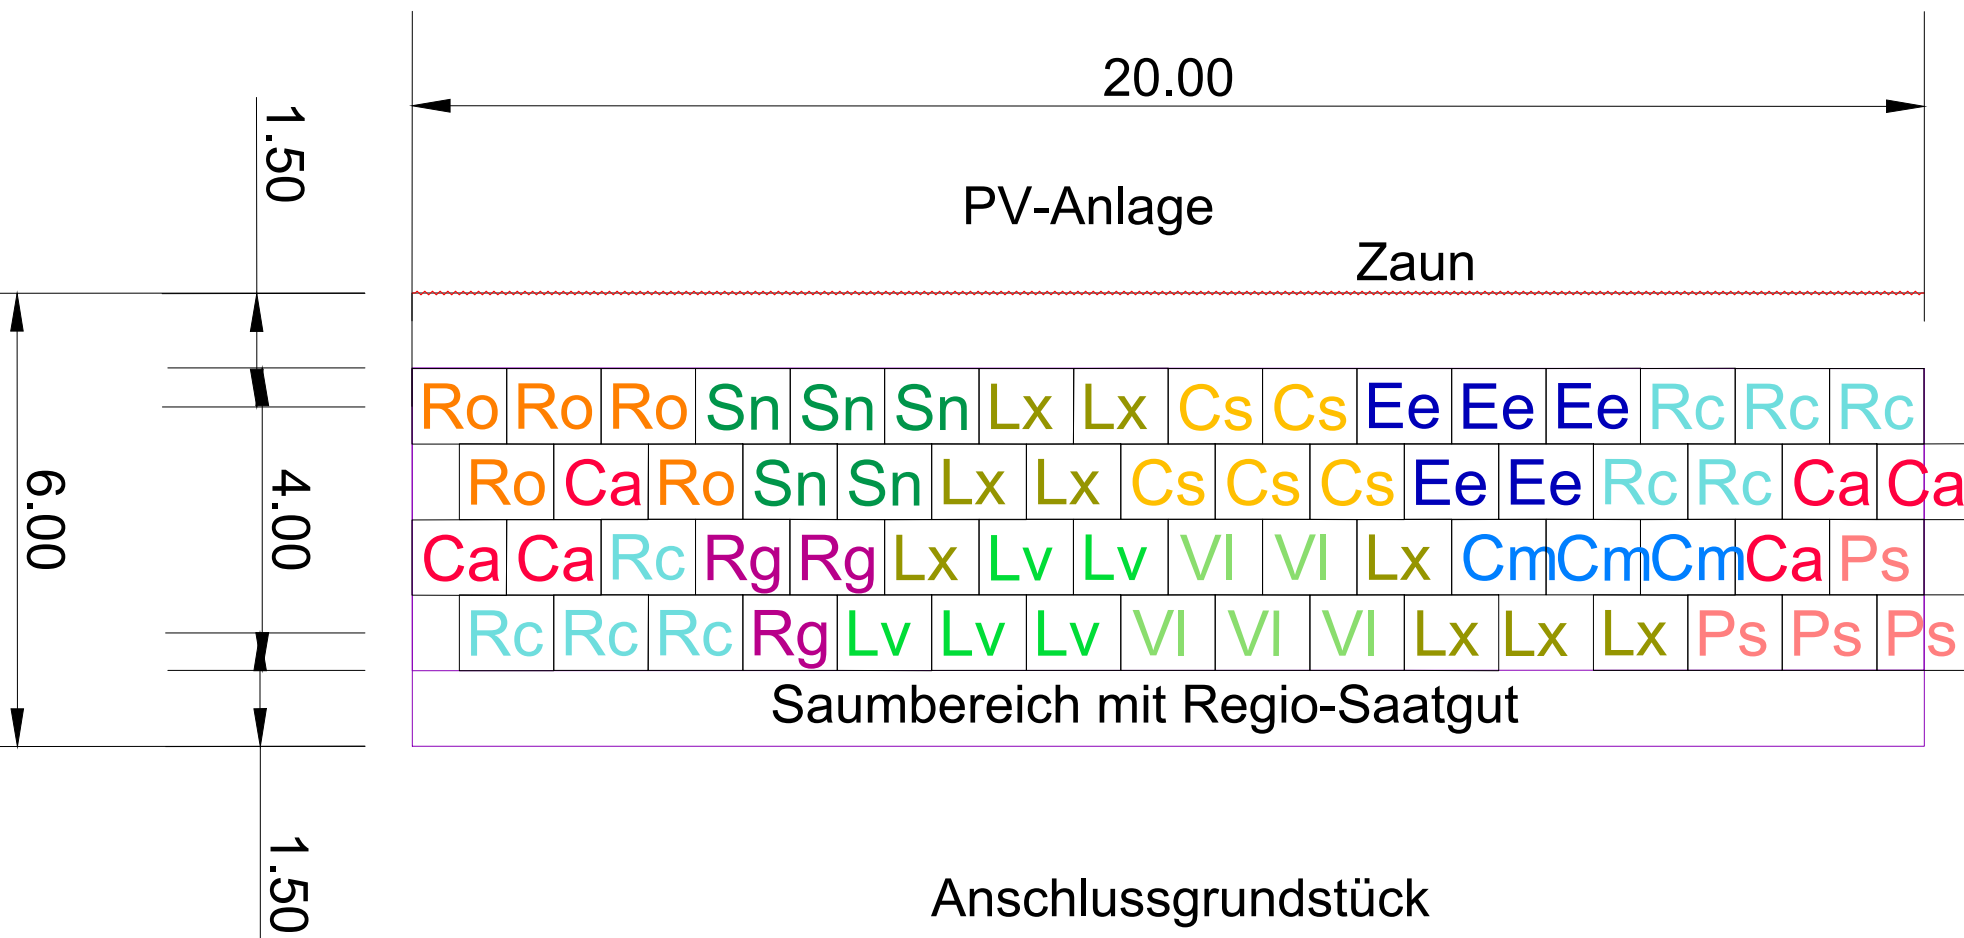 20.00
1.50
PV-Anlage
Zaun
Ro Ro Ro Sn Sn Sn Lx Lx Cs Cs Ee Ee Ee Rc Rc Rc
Ro Ca Ro Sn Sn Lx Lx Cs Cs Cs Ee Ee Rc Rc Ca Ca
6.00
4.00
Ca Ca Rc Rg Rg Lx Lv Lv Vl Vl Lx Cm Cm Cm Ca Ps
Rc Rc Rc Rg Lv Lv Lv Vl Vl Vl Lx Lx Lx Ps Ps Ps
Saumbereich mit Regio-Saatgut
1.50
Anschlussgrundstück